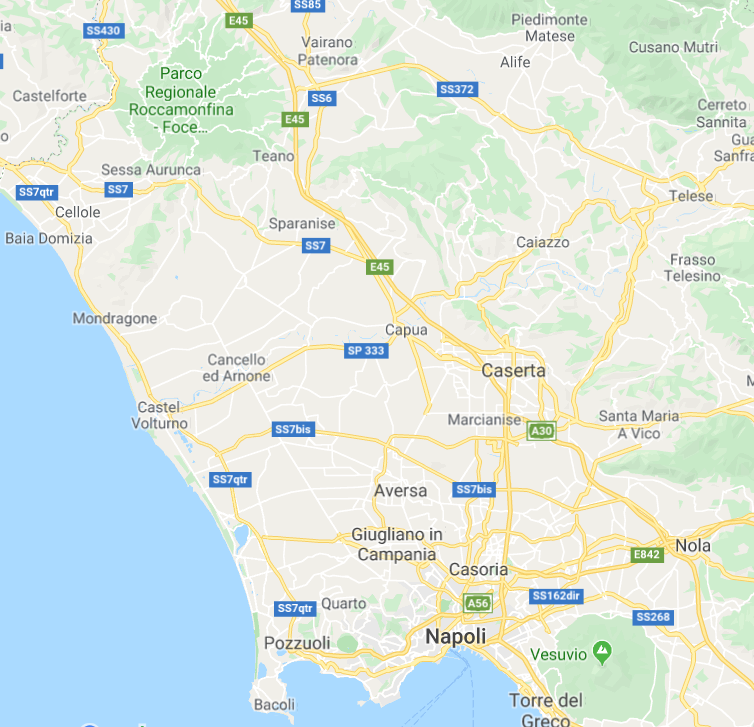 SS85
E45
SS430
Piedimonte
Matese
Vairano
Patenora
Cusano Mutri
Alife
Parco
Regionale
Roccamonfina
- Foce...
SS372
Castelforte
SS6
Cerreto
Sannita
E45
Teano
Sessa Aurunca
SS7qtr
SS7
Telese
Cellole
Sparanise
Baia Domizia
SS7
Caiazzo
Frasso
Telesino
E45
Mondragone
Capua
SP 333
Cancello
ed Arnone
Caserta
Castel
Volturno
Marcianise
Santa Maria
A Vico
SS7bis
A30
SS7qtr
Aversa
SS7bis
Giugliano in
Campania
Nola
E842
Casoria
SS162dir
SS7qtr
Quarto
A56
SS268
Napoli
Pozzuoli
Vesuvio
Bacoli
Torre del
Greco